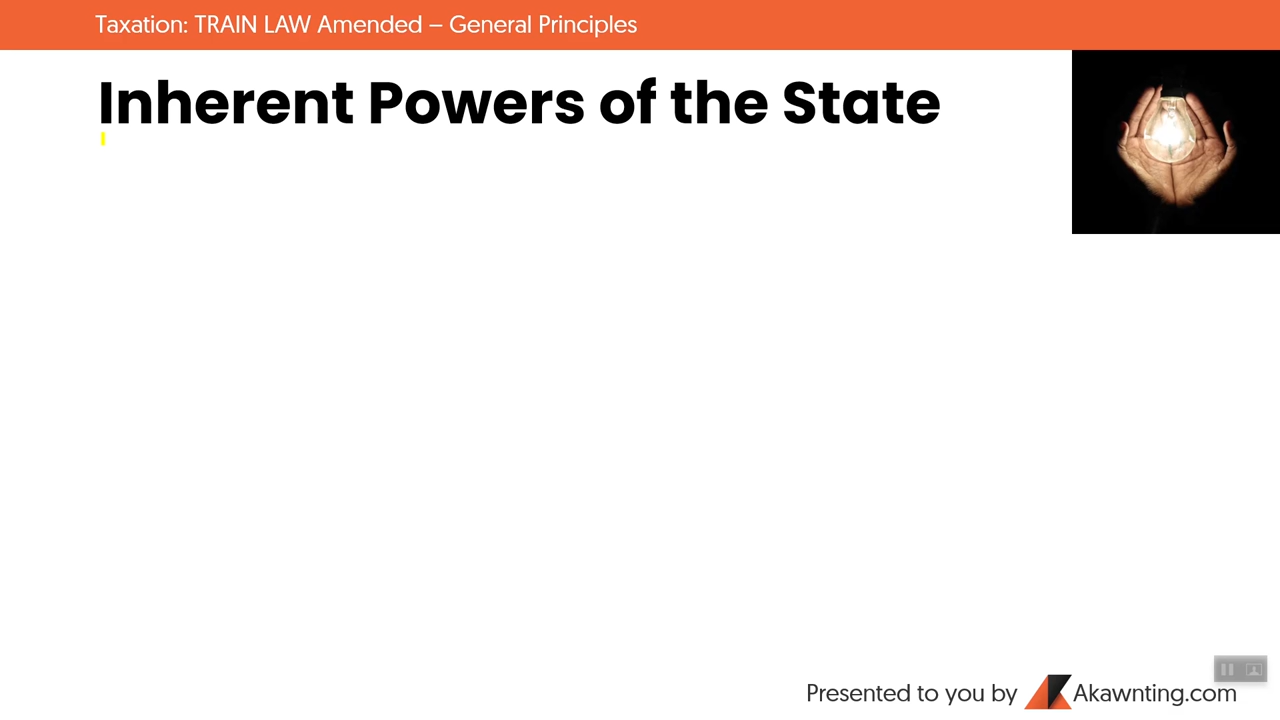 Taxation: TRAIN LAW Amended – General Principles
Inherent Powers of the State
Presented to you by Akawnting.com